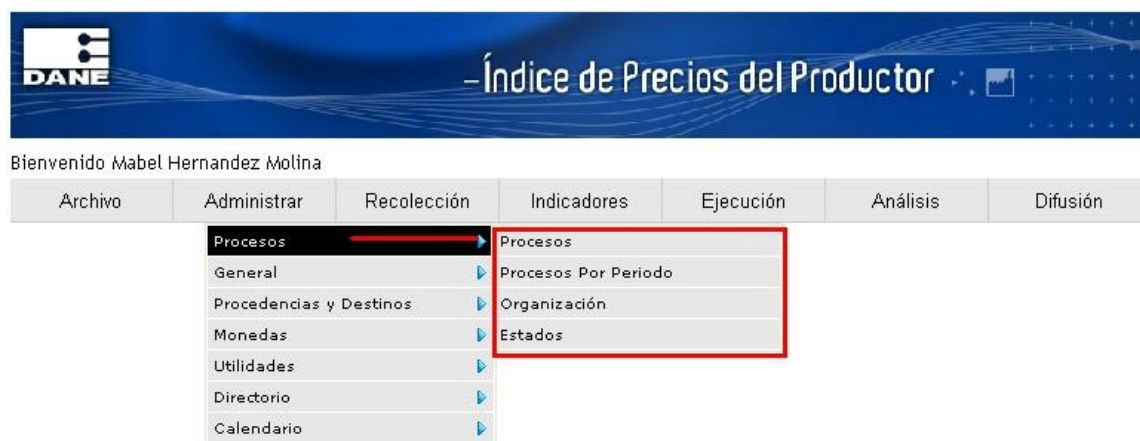 DANE
–Índice de Precios del Productor
Bienvenido Mabel Hernandez Molina
Archivo Administrar Recolección Indicadores Ejecución Análisis Difusión
Procesos Procesos
General Procesos Por Periodo
Procedencias y Destinos Organización
Monedas Estados
Utilidades
Directorio
Calendario